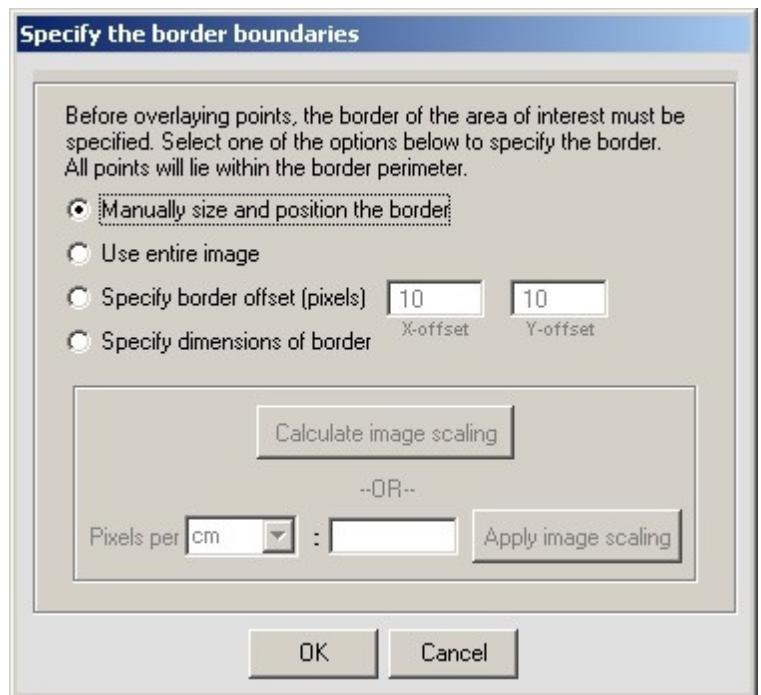 Specify the border boundaries
Before overlaying points, the border of the area of interest must be
specified. Select one of the options below to specify the border.
All points will lie within the border perimeter.
Manually size and position the border
Use entire image
Specify border offset (pixels) 10 10
X-offset Y-offset
Specify dimensions of border
Calculate image scaling
--OR--
Pixels per cm : Apply image scaling
OK Cancel